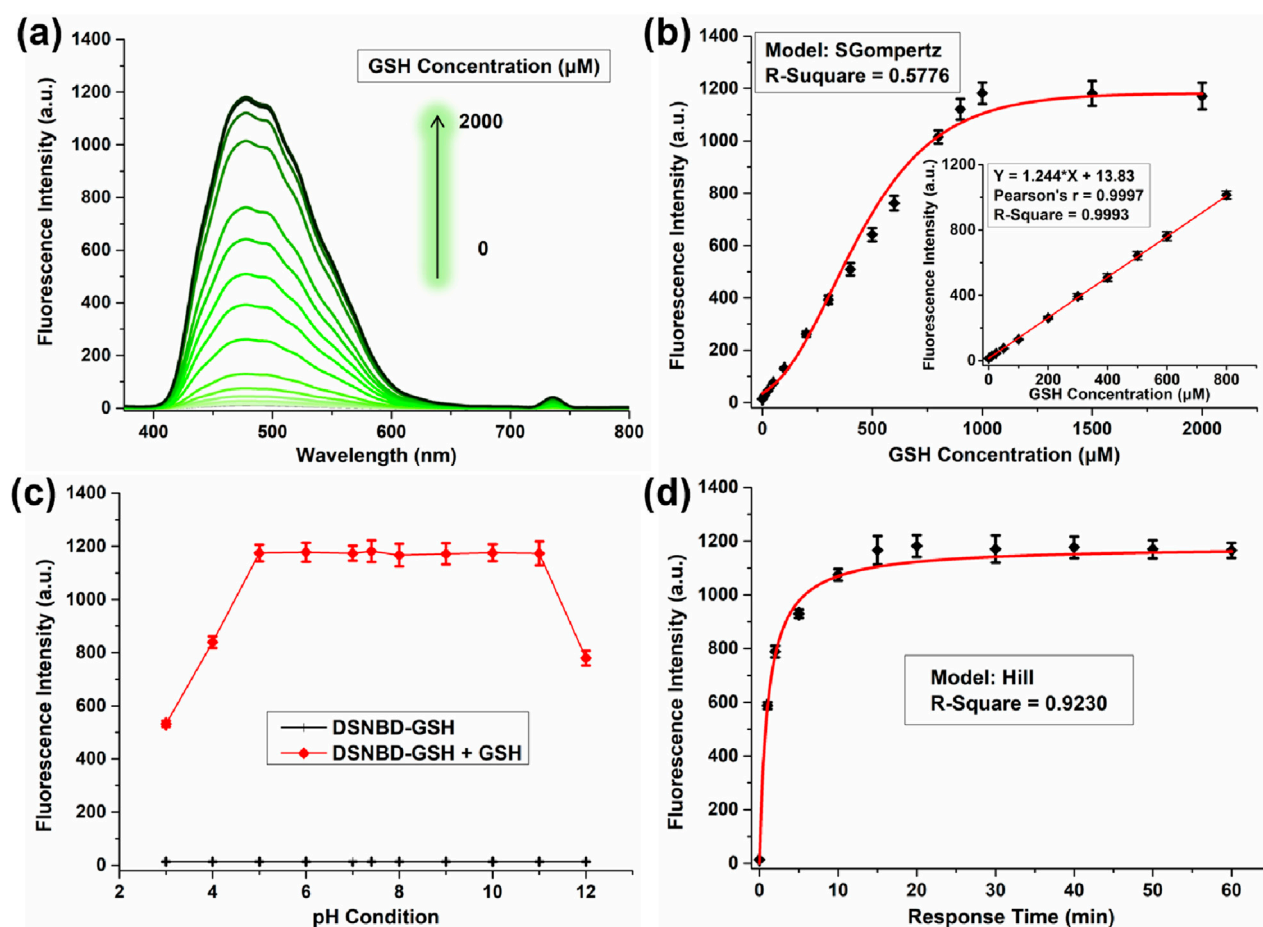 (a)
1400
1200
1000
800
600
400
200
0
Fluorescence Intensity (a.u.)
GSH Concentration (µM)
2000
0
400
500
600
700
800
Wavelength (nm)
(b)
1400
1200
1000
800
600
400
200
0
Fluorescence Intensity (a.u.)
Model: SGompertz
R-Suquare = 0.5776
1200
800
400
0
Fluorescence Intensity (a.u.)
Y = 1.244*X + 13.83
Pearson's r = 0.9997
R-Square = 0.9993
0
200
400
600
800
GSH Concentration (µM)
0
500
1000
1500
2000
GSH Concentration (µM)
(c)
1400
1200
1000
800
600
400
200
0
Fluorescence Intensity (a.u.)
DSNBD-GSH
DSNBD-GSH + GSH
2
4
6
8
10
12
pH Condition
(d)
1400
1200
1000
800
600
400
200
0
Fluorescence Intensity (a.u.)
Model: Hill
R-Square = 0.9230
0
10
20
30
40
50
60
Response Time (min)